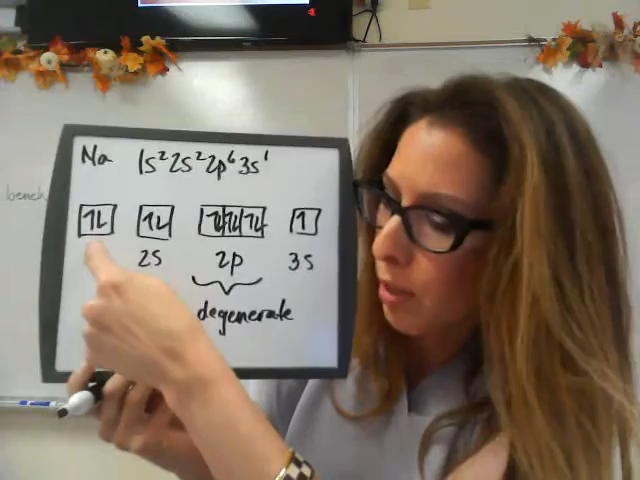 Na 1s² 2s² 2p⁶ 3s¹
2s 2p 3s
degenerate
bench